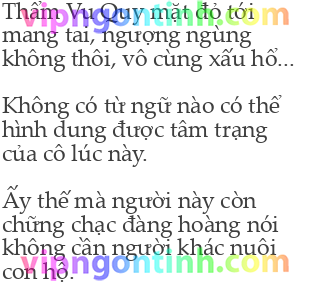 Thẩm Vu Quy mặt đỏ tới
mang tai, ngượng ngùng
không thôi, vô cùng xấu hổ...
Không có từ ngữ nào có thể
hình dung được tâm trạng
của cô lúc này.
Ấy thế mà người này còn
chững chạc đàng hoàng nói
không cần người khác nuôi
con hộ.
vipngontinh.com
vipngontinh.com